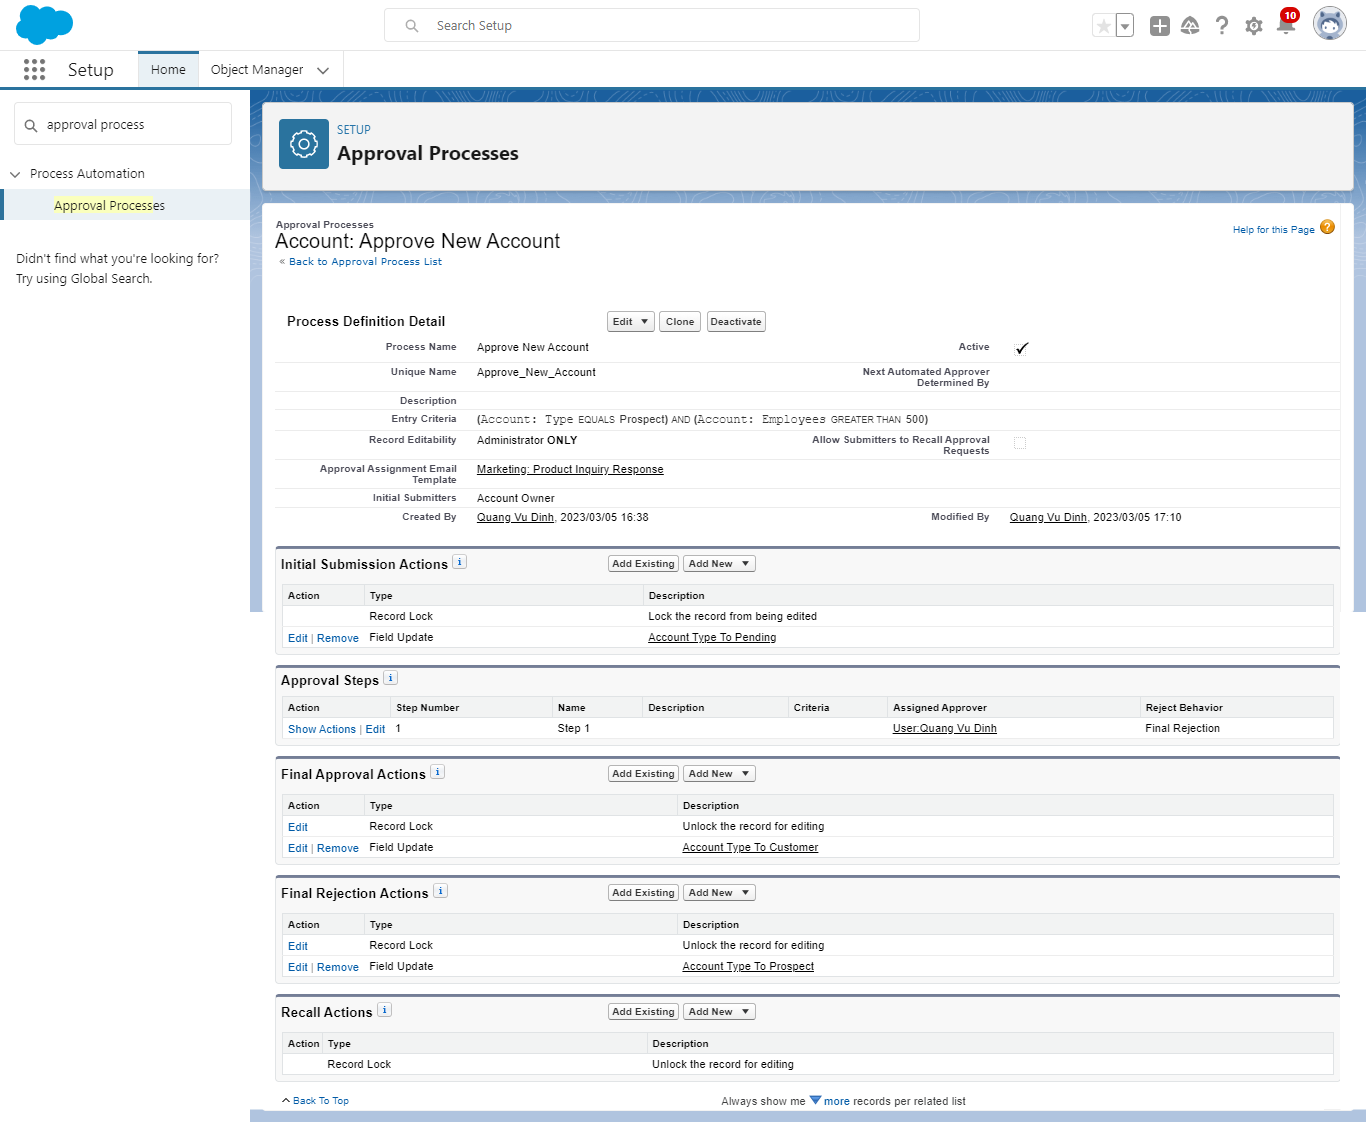 Search Setup
10
Setup
Home
Object Manager
approval process
Process Automation
Approval Processes
Didn't find what you're looking for?
Try using Global Search.
SETUP
Approval Processes
Approval Processes
Account: Approve New Account
« Back to Approval Process List
Help for this Page ?
Process Definition Detail Edit Clone Deactivate
Process Name Approve New Account Active
Unique Name Approve_New_Account Next Automated Approver
Determined By
Description
Entry Criteria (Account: Type EQUALS Prospect) AND (Account: Employees GREATER THAN 500)
Record Editability Administrator ONLY Allow Submitters to Recall Approval
Requests
Approval Assignment Email
Template Marketing: Product Inquiry Response
Initial Submitters Account Owner
Created By Quang Vu Dinh, 2023/03/05 16:38 Modified By Quang Vu Dinh, 2023/03/05 17:10
Initial Submission Actions i Add Existing Add New
Action Type Description
Record Lock Lock the record from being edited
Edit | Remove Field Update Account Type To Pending
Approval Steps i
Action Step Number Name Description Criteria Assigned Approver Reject Behavior
Show Actions | Edit 1 Step 1 User:Quang Vu Dinh Final Rejection
Final Approval Actions i Add Existing Add New
Action Type Description
Edit Record Lock Unlock the record for editing
Edit | Remove Field Update Account Type To Customer
Final Rejection Actions i Add Existing Add New
Action Type Description
Edit Record Lock Unlock the record for editing
Edit | Remove Field Update Account Type To Prospect
Recall Actions i Add Existing Add New
Action Type Description
Record Lock Unlock the record for editing
Back To Top Always show me more records per related list